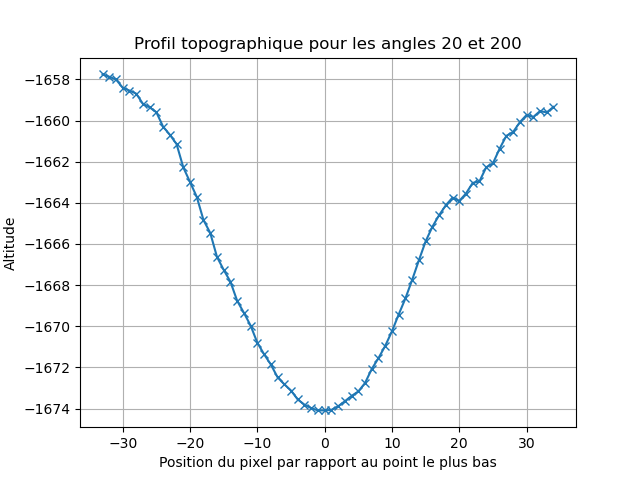 Profil topographique pour les angles 20 et 200
Altitude
−1658
−1660
−1662
−1664
−1666
−1668
−1670
−1672
−1674
−30 −20 −10 0 10 20 30
Position du pixel par rapport au point le plus bas